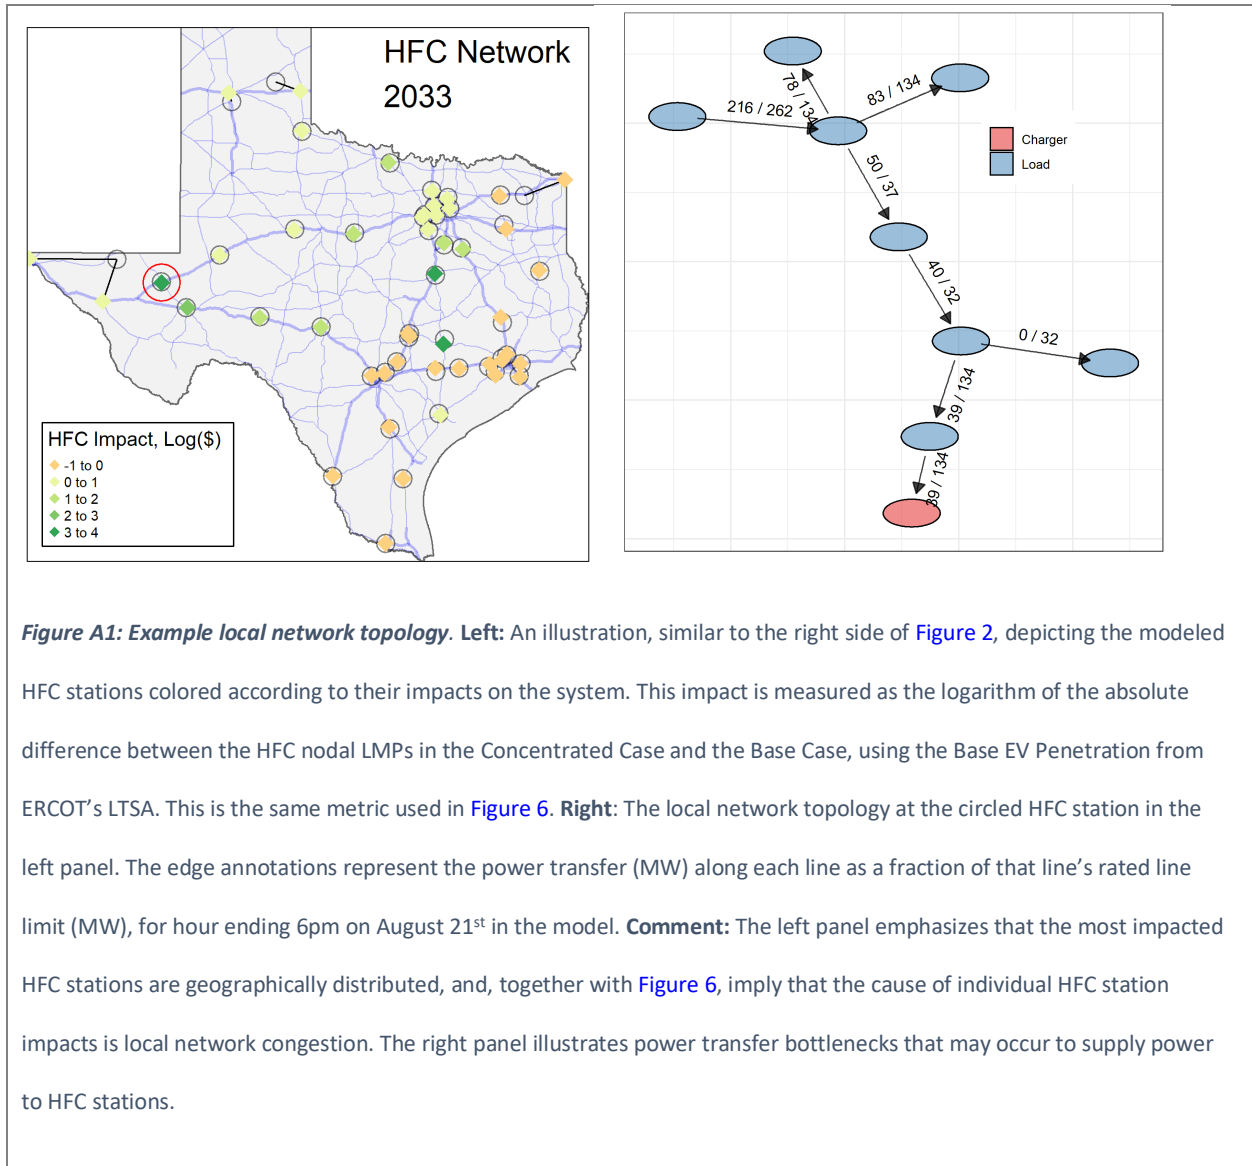 HFC Network
2033
HFC Impact, Log($)
-1 to 0
0 to 1
1 to 2
2 to 3
3 to 4
78 / 134
83 / 134
216 / 262
50 / 37
40 / 32
0 / 32
39 / 134
39 / 134
Charger
Load
Figure A1: Example local network topology. Left: An illustration, similar to the right side of Figure 2, depicting the modeled
HFC stations colored according to their impacts on the system. This impact is measured as the logarithm of the absolute
difference between the HFC nodal LMPs in the Concentrated Case and the Base Case, using the Base EV Penetration from
ERCOT’s LTSA. This is the same metric used in Figure 6. Right: The local network topology at the circled HFC station in the
left panel. The edge annotations represent the power transfer (MW) along each line as a fraction of that line’s rated line
limit (MW), for hour ending 6pm on August 21st in the model. Comment: The left panel emphasizes that the most impacted
HFC stations are geographically distributed, and, together with Figure 6, imply that the cause of individual HFC station
impacts is local network congestion. The right panel illustrates power transfer bottlenecks that may occur to supply power
to HFC stations.